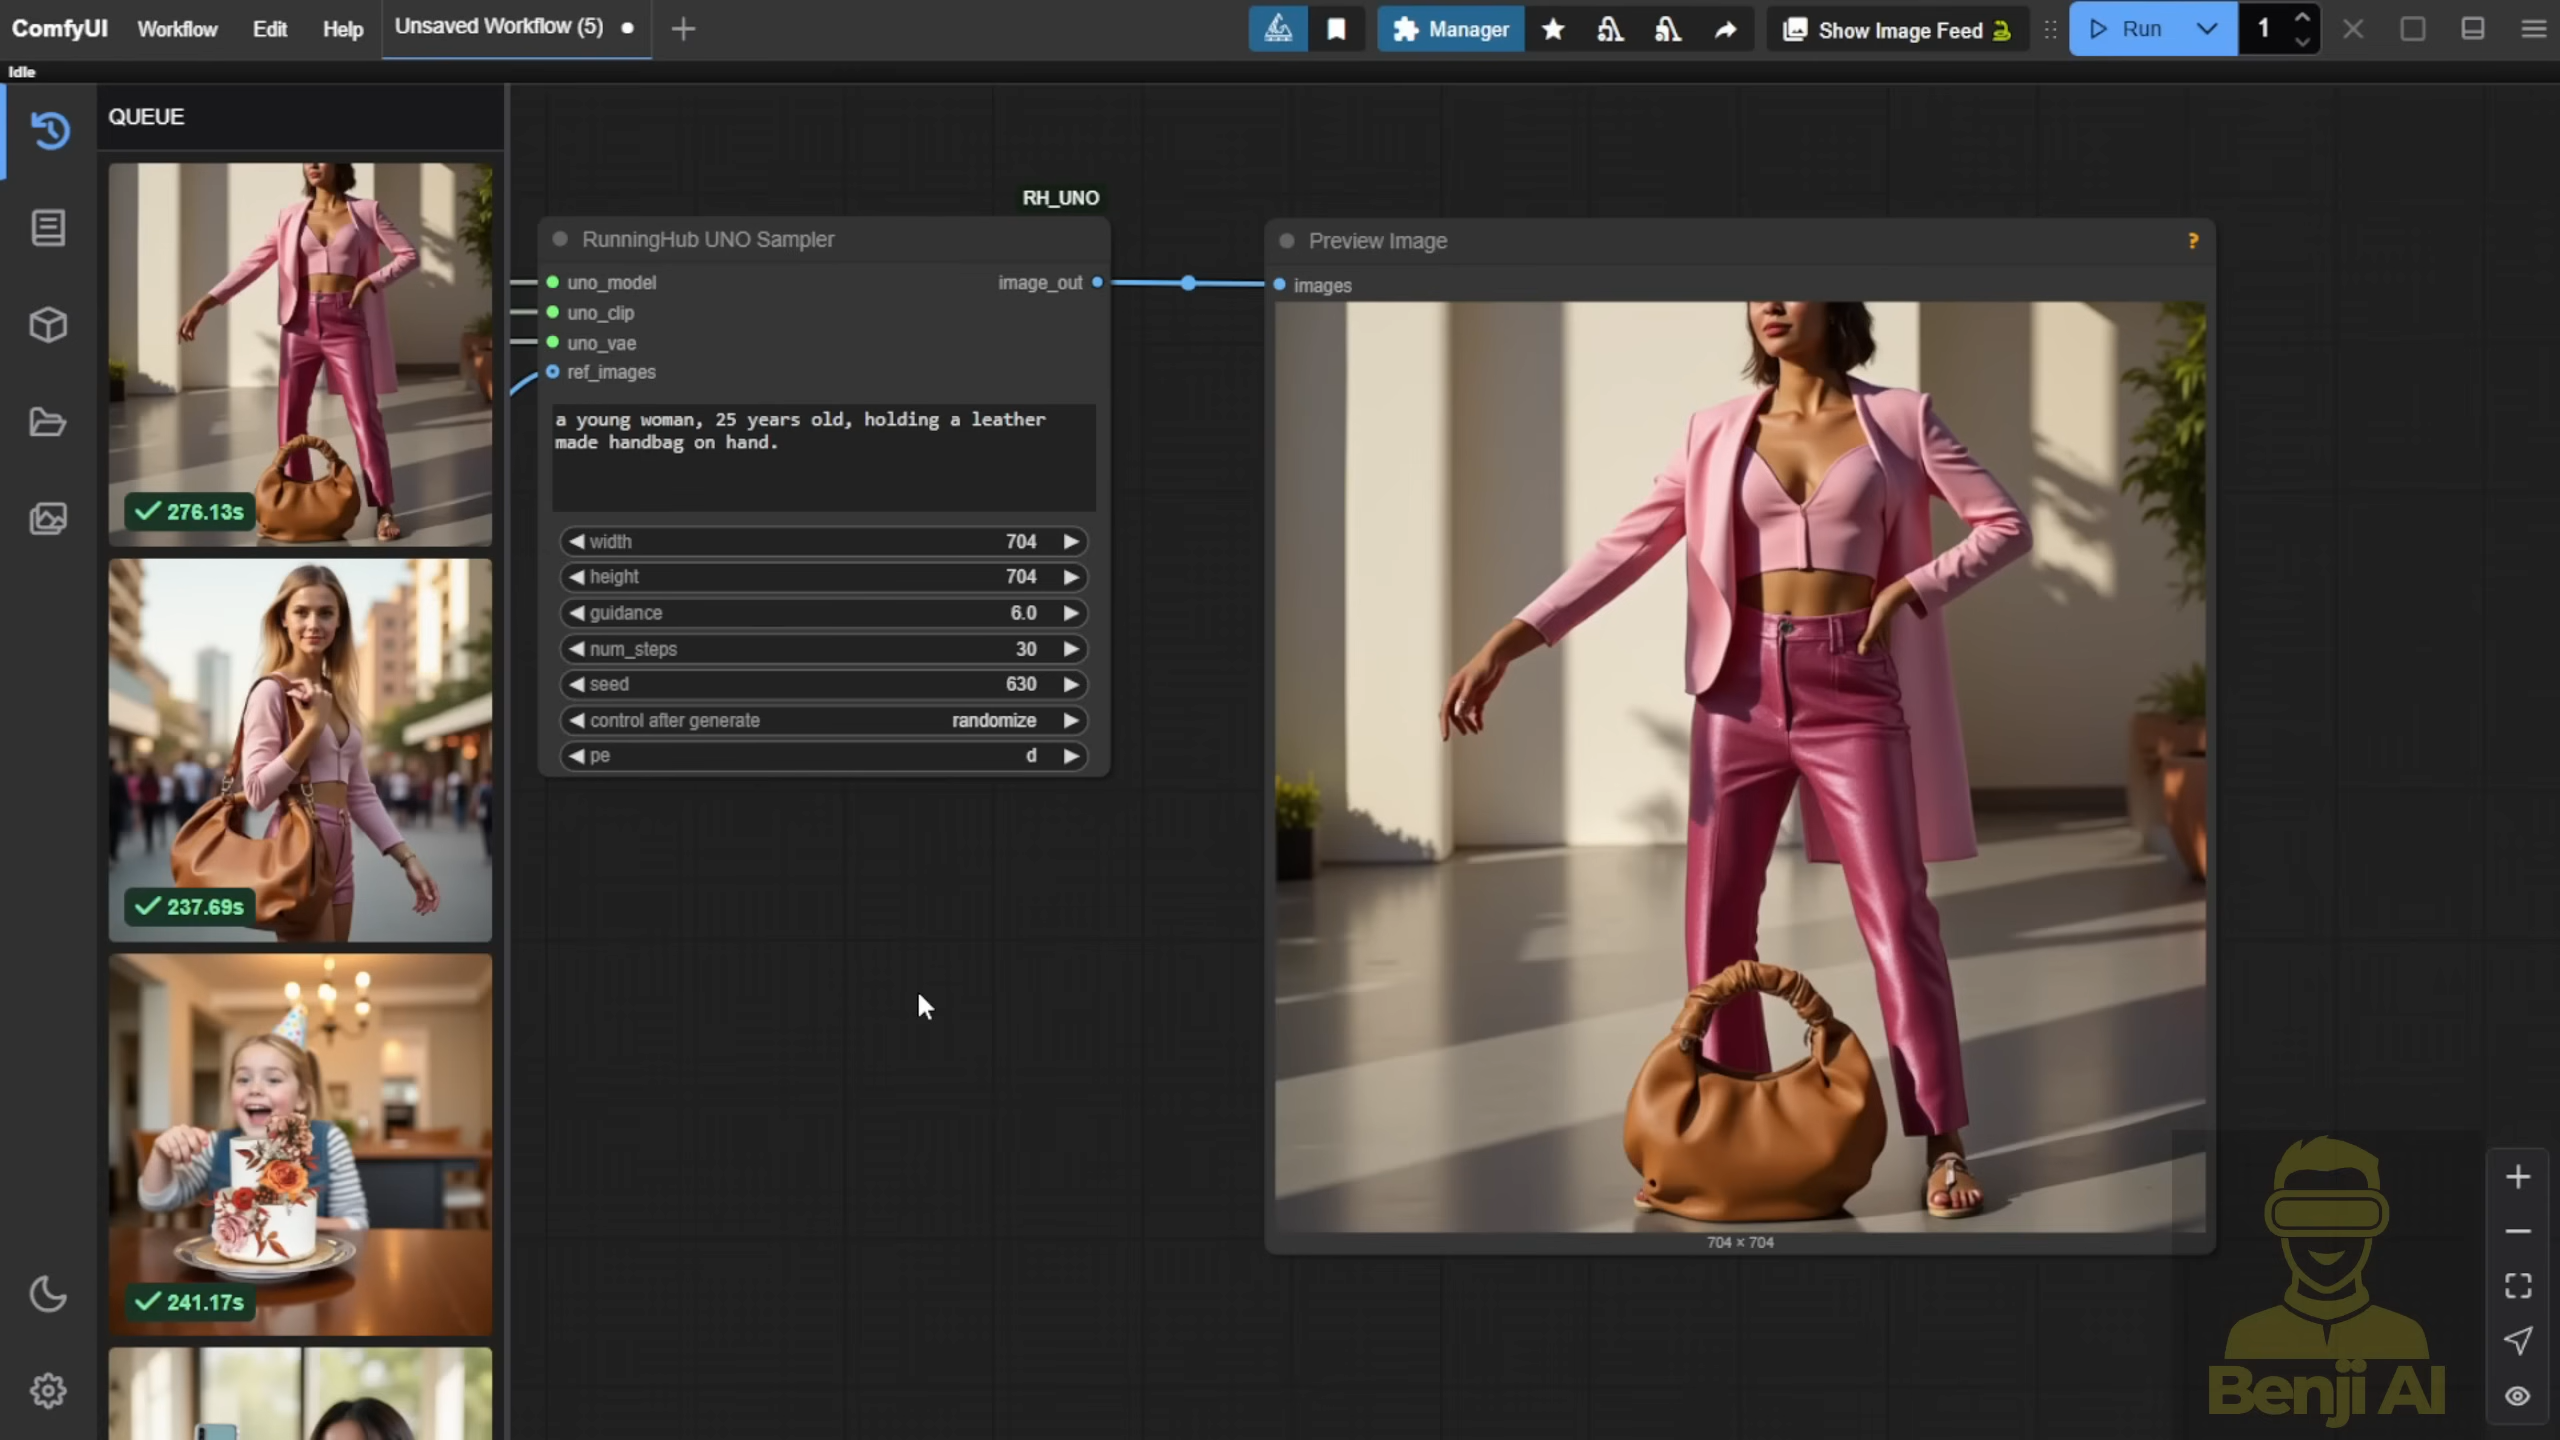 ComfyUI
Workflow
Edit
Help
Unsaved Workflow (5)
Manager
Show Image Feed
Run
1
Idle
QUEUE
276.13s
237.69s
241.17s
RH_UNO
RunningHub UNO Sampler
uno_model
image_out
uno_clip
uno_vae
ref_images
a young woman, 25 years old, holding a leather
made handbag on hand.
width 704
height 704
guidance 6.0
num_steps 30
seed 630
control after generate randomize
pe d
Preview Image
?
images
704 × 704
Benji AI